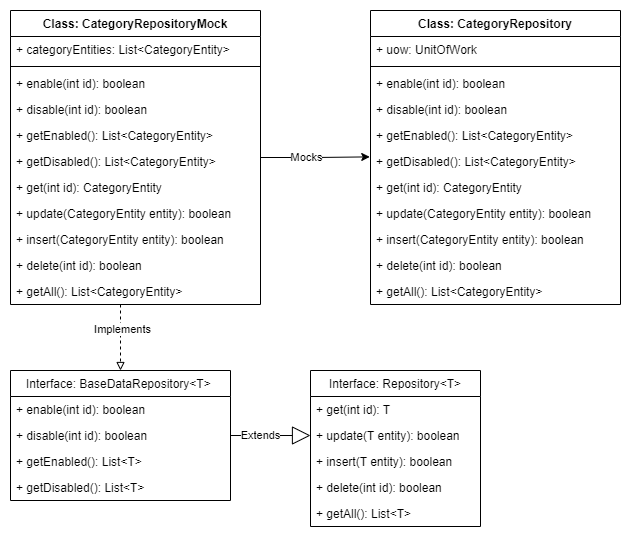 Class: CategoryRepositoryMock
+ categoryEntities: List<CategoryEntity>
+ enable(int id): boolean
+ disable(int id): boolean
+ getEnabled(): List<CategoryEntity>
+ getDisabled(): List<CategoryEntity>
+ get(int id): CategoryEntity
+ update(CategoryEntity entity): boolean
+ insert(CategoryEntity entity): boolean
+ delete(int id): boolean
+ getAll(): List<CategoryEntity>
Mocks
Class: CategoryRepository
+ uow: UnitOfWork
+ enable(int id): boolean
+ disable(int id): boolean
+ getEnabled(): List<CategoryEntity>
+ getDisabled(): List<CategoryEntity>
+ get(int id): CategoryEntity
+ update(CategoryEntity entity): boolean
+ insert(CategoryEntity entity): boolean
+ delete(int id): boolean
+ getAll(): List<CategoryEntity>
Implements
Interface: BaseDataRepository<T>
+ enable(int id): boolean
+ disable(int id): boolean
+ getEnabled(): List<T>
+ getDisabled(): List<T>
Extends
Interface: Repository<T>
+ get(int id): T
+ update(T entity): boolean
+ insert(T entity): boolean
+ delete(int id): boolean
+ getAll(): List<T>